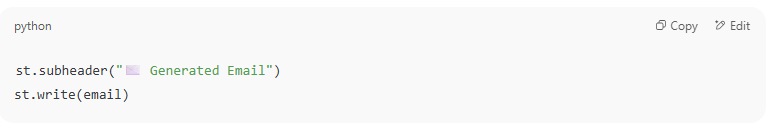 python Copy Edit
st.subheader("✉️ Generated Email")
st.write(email)